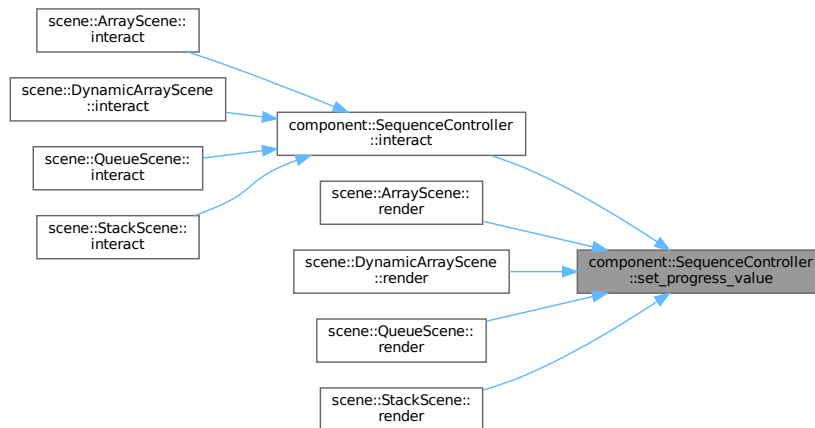 scene::ArrayScene::
interact
scene::DynamicArrayScene
::interact
scene::QueueScene::
interact
scene::StackScene::
interact
component::SequenceController
::interact
scene::ArrayScene::
render
scene::DynamicArrayScene
::render
scene::QueueScene::
render
scene::StackScene::
render
component::SequenceController
::set_progress_value